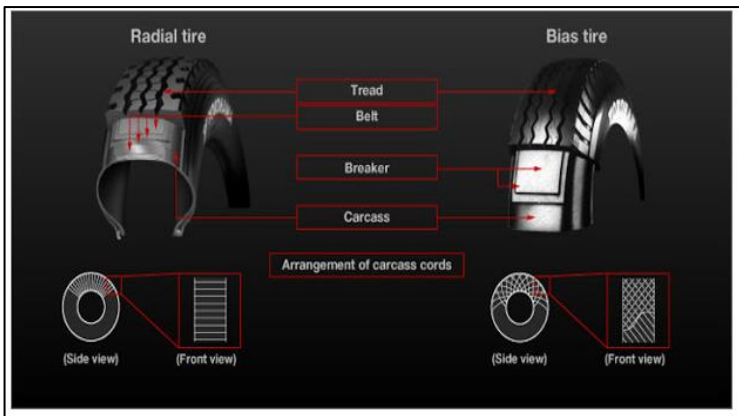 Radial tire
Bias tire
Tread
Belt
Breaker
Carcass
Arrangement of carcass cords
(Side view)
(Front view)
(Side view)
(Front view)